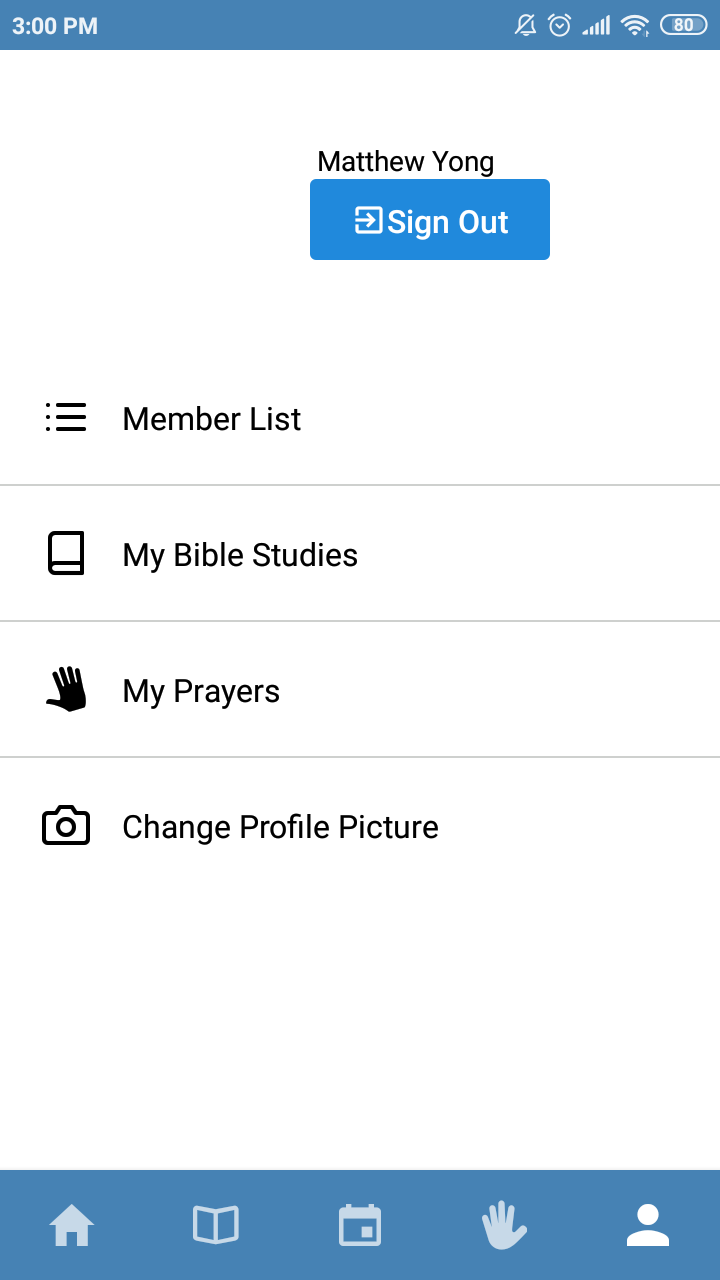 3:00 PM
80
Matthew Yong
Sign Out
Member List
My Bible Studies
My Prayers
Change Profile Picture